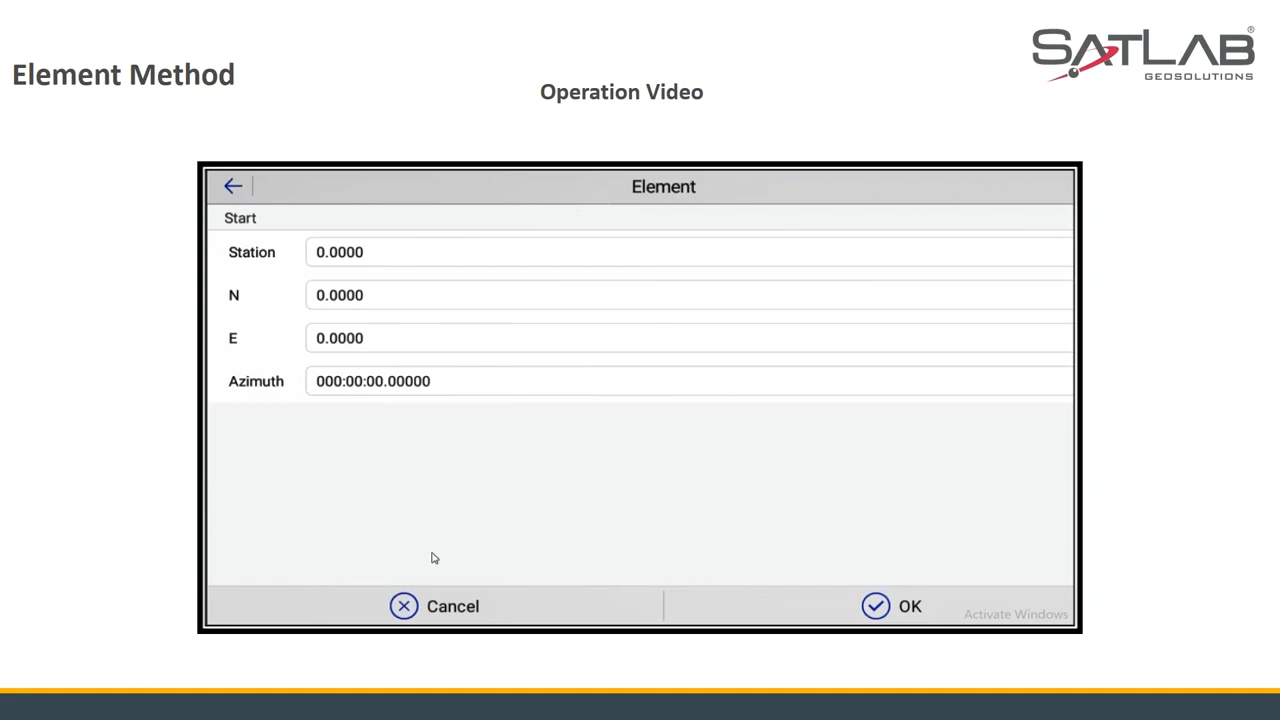 SATLAB®
GEOSOLUTIONS
Element Method
Operation Video
Element
Start
Station 0.0000
N 0.0000
E 0.0000
Azimuth 000:00:00.00000
Cancel
OK
Activate Windows